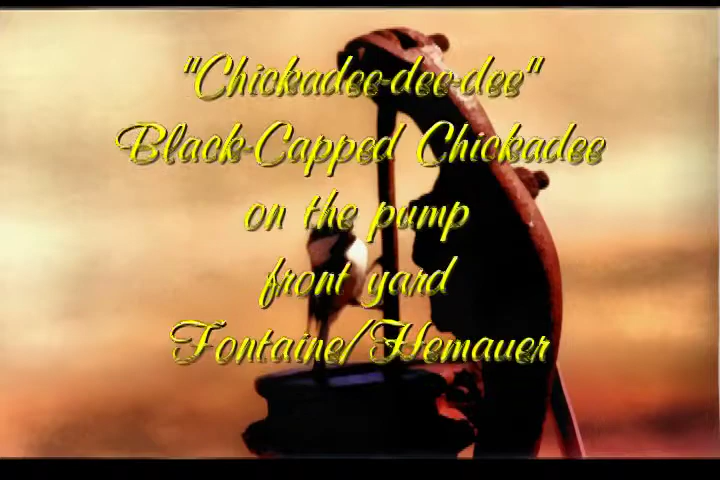 "Chickadee-dee-dee"
Black-Capped Chickadee
on the pump
front yard
Fontaine/Hemauer